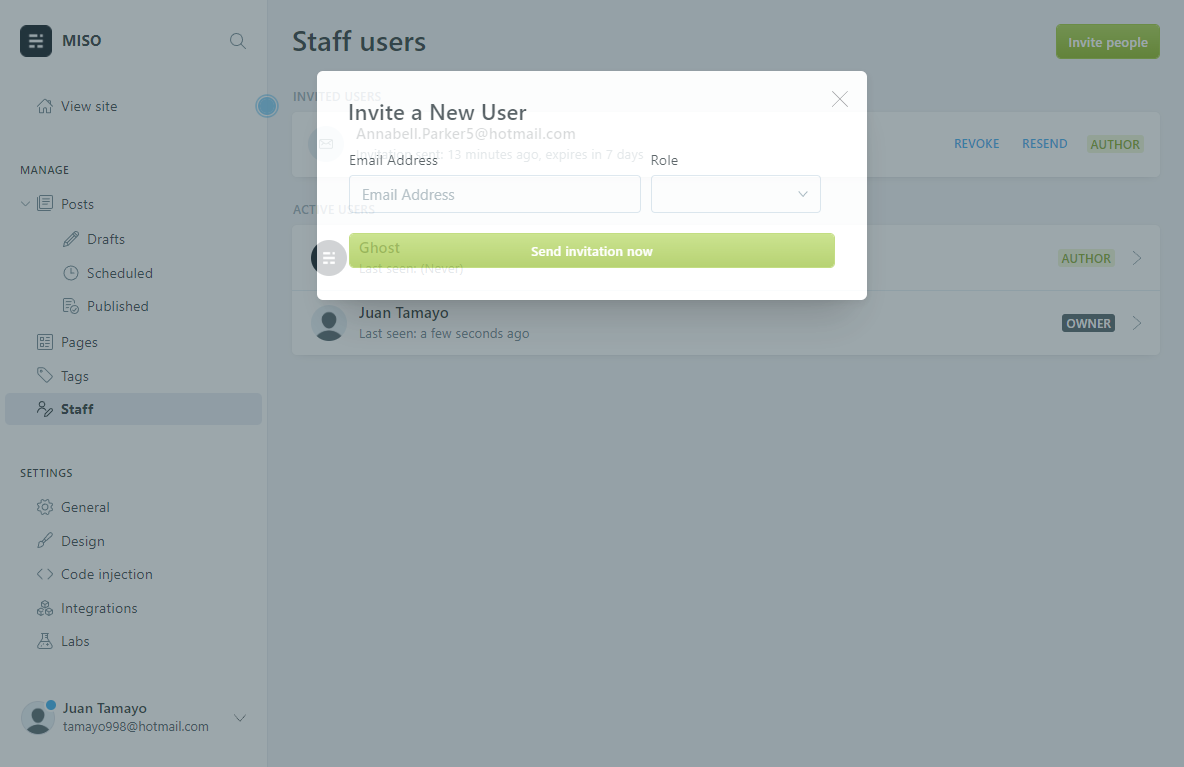 MISO
View site
MANAGE
Posts
Drafts
Scheduled
Published
Pages
Tags
Staff
SETTINGS
General
Design
Code injection
Integrations
Labs
Juan Tamayo
tamayo998@hotmail.com
Staff users
Invite people
INVITED USERS
Invite a New User
Annabell.Parker5@hotmail.com
Invitation sent: 13 minutes ago, expires in 7 days
REVOKE RESEND AUTHOR
Email Address Role
Email Address
ACTIVE USERS
Ghost
Last seen: (Never)
Send invitation now
AUTHOR
Juan Tamayo
Last seen: a few seconds ago
OWNER